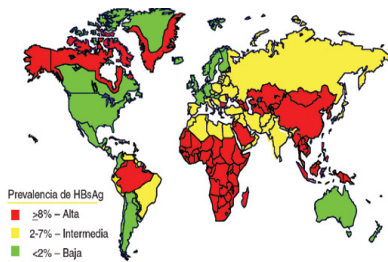 Prevalencia de HBsAg
≥8% – Alta
2-7% – Intermedia
<2% – Baja